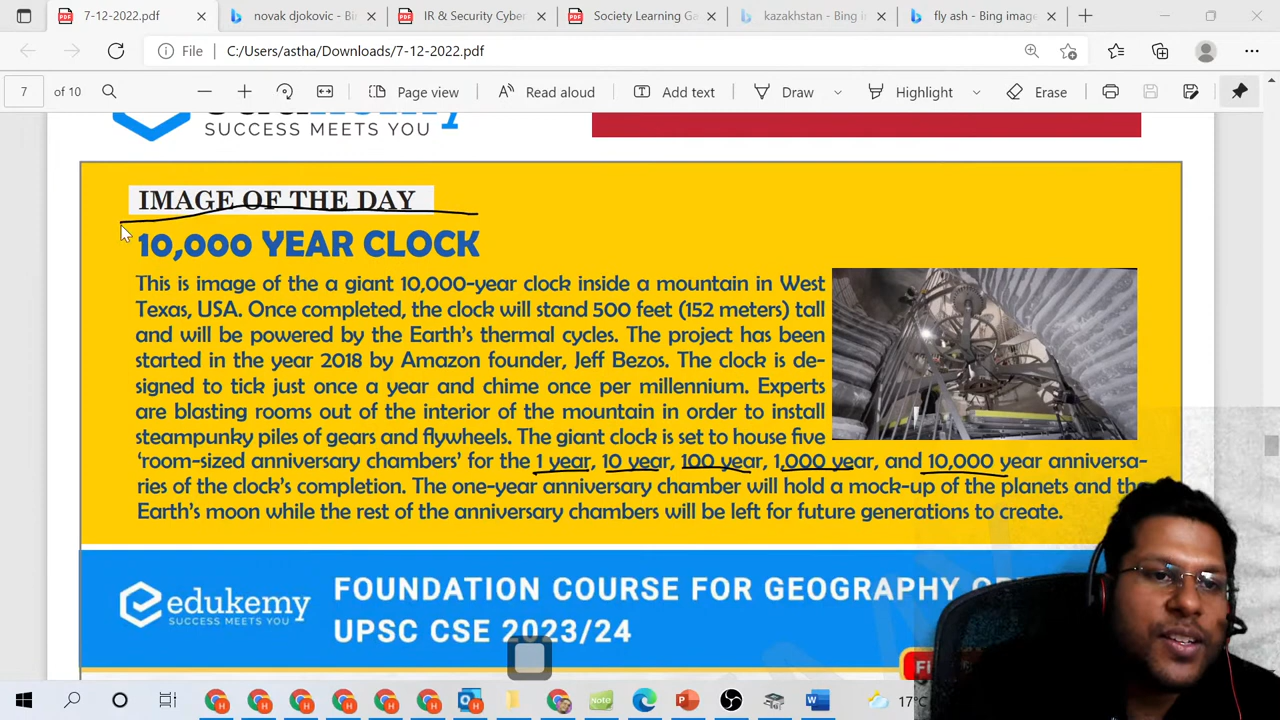 7-12-2022.pdf
novak djokovic - Bi
IR & Security Cyber
Society Learning Ga
kazakhstan - Bing i
fly ash - Bing image
File
C:/Users/astha/Downloads/7-12-2022.pdf
7 of 10
Page view
Read aloud
Add text
Draw
Highlight
Erase
SUCCESS MEETS YOU
IMAGE OF THE DAY
10,000 YEAR CLOCK
This is image of the a giant 10,000-year clock inside a mountain in West
Texas, USA. Once completed, the clock will stand 500 feet (152 meters) tall
and will be powered by the Earth's thermal cycles. The project has been
started in the year 2018 by Amazon founder, Jeff Bezos. The clock is de-
signed to tick just once a year and chime once per millennium. Experts
are blasting rooms out of the interior of the mountain in order to install
steampunky piles of gears and flywheels. The giant clock is set to house five
'room-sized anniversary chambers' for the 1 year, 10 year, 100 year, 1,000 year, and 10,000 year anniversa-
ries of the clock's completion. The one-year anniversary chamber will hold a mock-up of the planets and the
Earth's moon while the rest of the anniversary chambers will be left for future generations to create.
edukemy
SUCCESS MEETS YOU
FOUNDATION COURSE FOR GEOGRAPHY
UPSC CSE 2023/24
17°C